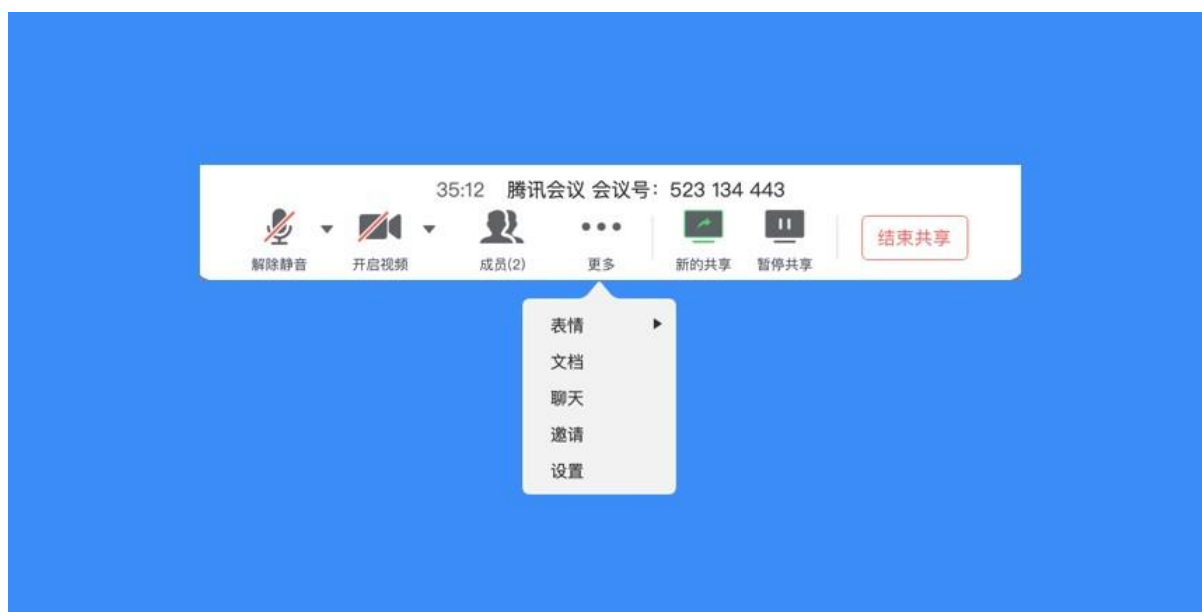 35:12 腾讯会议 会议号：523 134 443
解除静音 开启视频 成员(2) 更多 新的共享 暂停共享 结束共享
表情
文档
聊天
邀请
设置